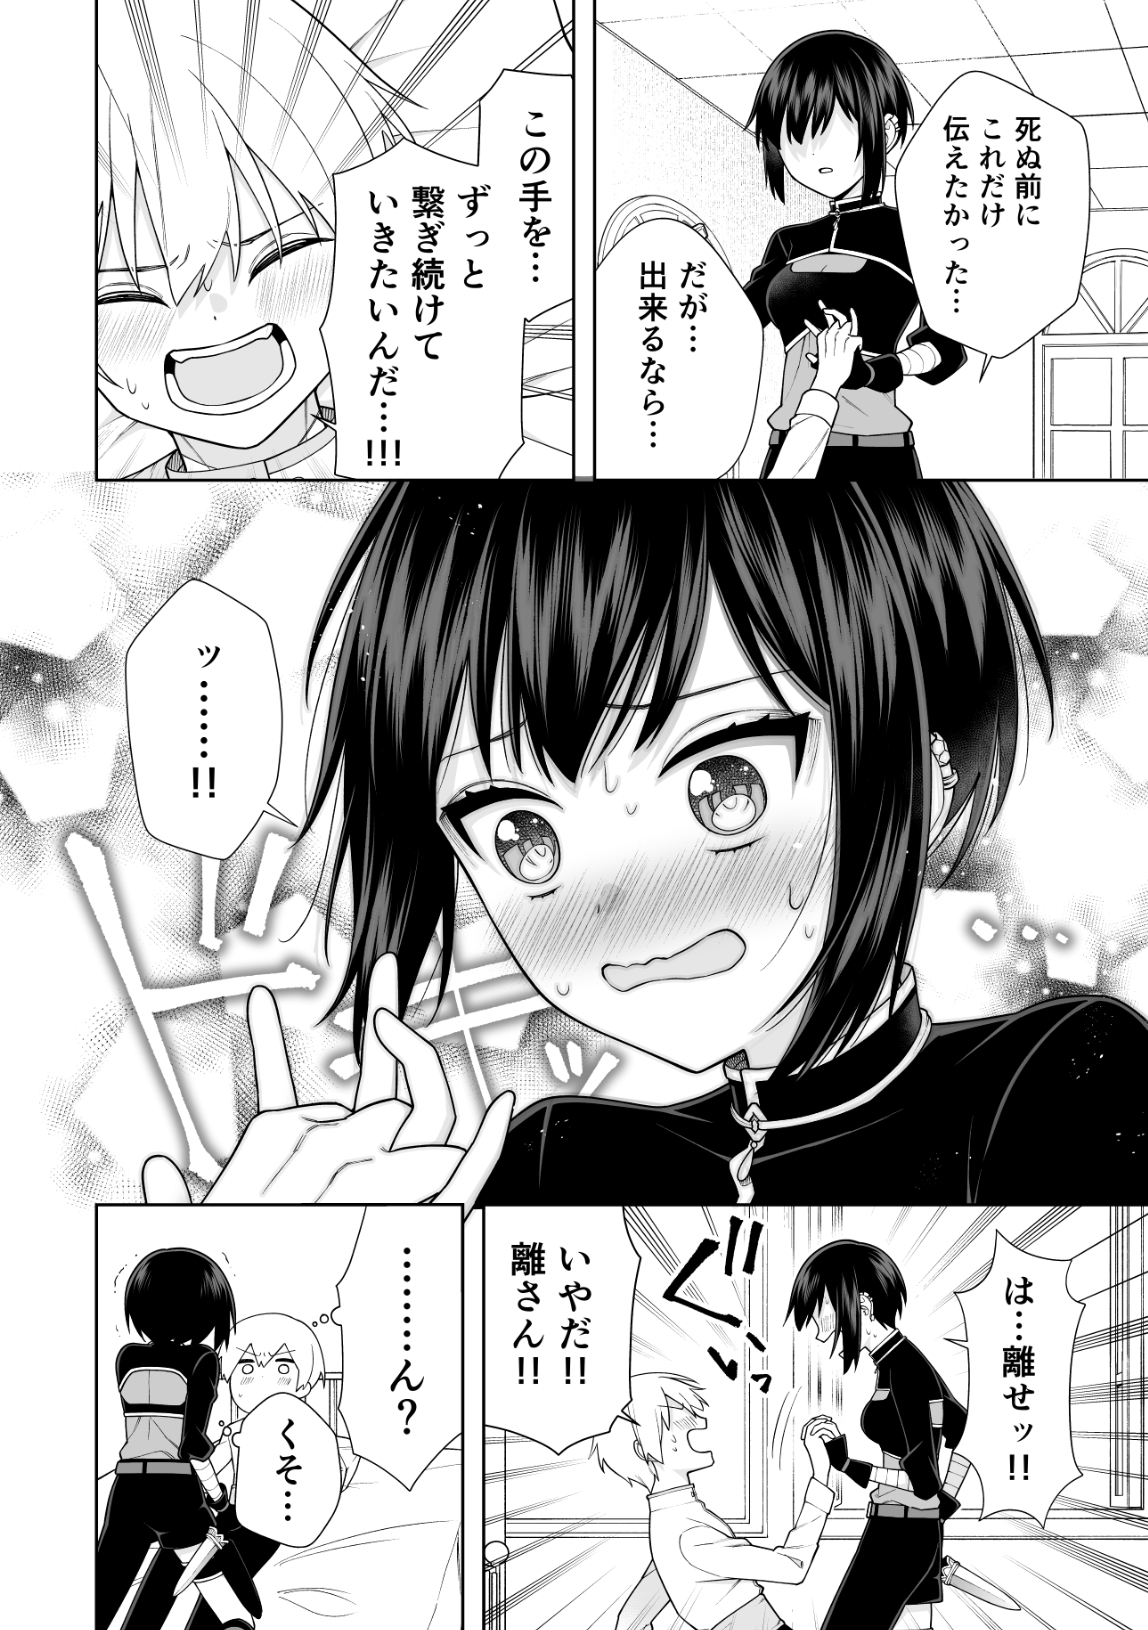 死ぬ前に
これだけ
伝えたかった…
だが…
出来るなら…
この手を…
ずっと
繋ぎ続けて
いきたいんだ…!!!
ッ……!!
ドキッ…
は…離せッ!!
ぐいっ
いやだ!!
離さん!!
………ん?
くそ…